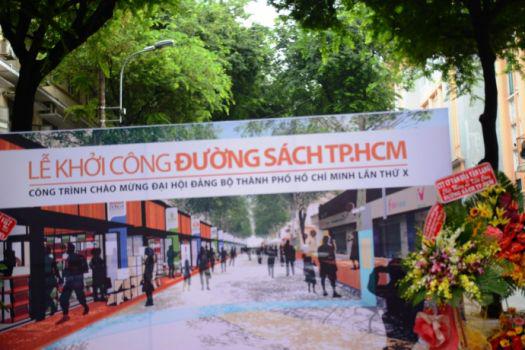 LỄ KHỞI CÔNG ĐƯỜNG SÁCH TP.HCM
CÔNG TRÌNH CHÀO MỪNG ĐẠI HỘI ĐẢNG BỘ THÀNH PHỐ HỒ CHÍ MINH LẦN THỨ X